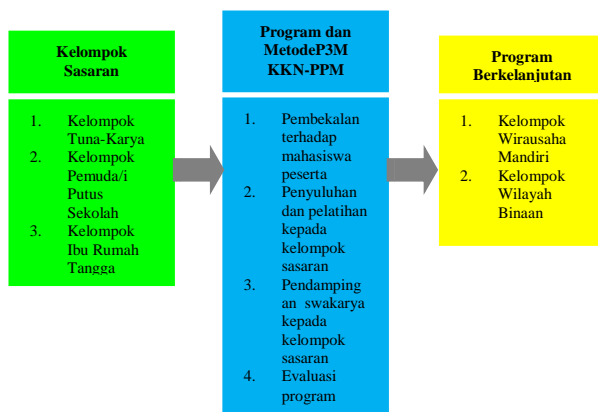 Kelompok
Sasaran
1. Kelompok
Tuna-Karya
2. Kelompok
Pemuda/i
Putus
Sekolah
3. Kelompok
Ibu Rumah
Tangga
Program dan
MetodeP3M
KKN-PPM
1. Pembekalan
terhadap
mahasiswa
peserta
2. Penyuluhan
dan pelatihan
kepada
kelompok
sasaran
3. Pendamping
an swakarya
kepada
kelompok
sasaran
4. Evaluasi
program
Program
Berkelanjutan
1. Kelompok
Wirausaha
Mandiri
2. Kelompok
Wilayah
Binaan